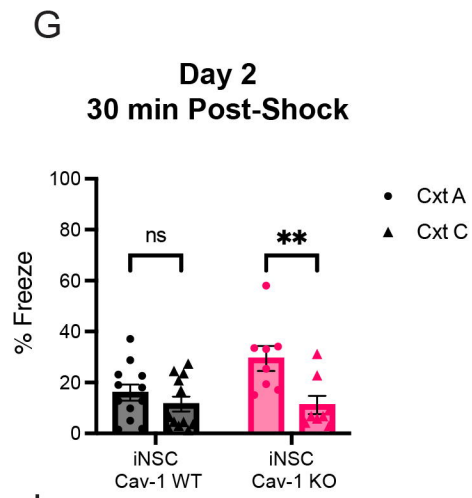 G
Day 2
30 min Post-Shock
100
80
60
40
20
0
% Freeze
ns
**
Cxt A
Cxt C
iNSC
Cav-1 WT
iNSC
Cav-1 KO